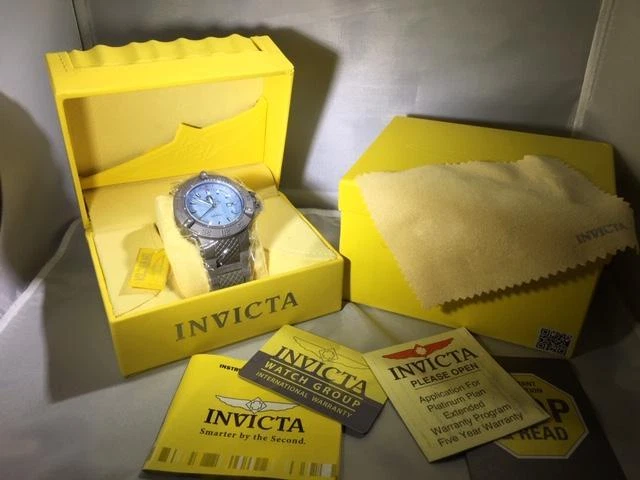 INVICTA
INVICTA
INVICTA
WATCH GROUP
INTERNATIONAL WARRANTY
INVICTA
PLEASE OPEN
Application For
Platinum Plan
Extended
Warranty Program
Five Year Warranty
INVICTA
Smarter by the Second.
READ